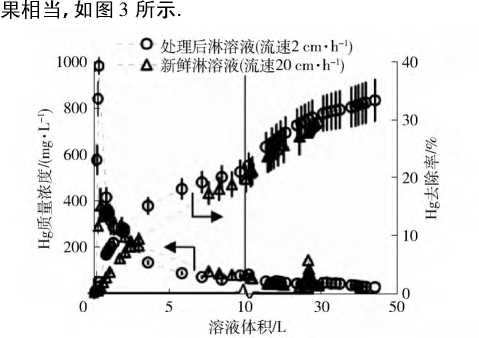 果相当,如图 3 所示.
处理后淋溶液(流速2 cm·h⁻¹)
新鲜淋溶液(流速20 cm·h⁻¹)
1000
800
600
400
200
0
40
30
20
10
0
Hg质量浓度/(mg·L⁻¹)
Hg去除率/%
0 5 10 30 50
溶液体积/L